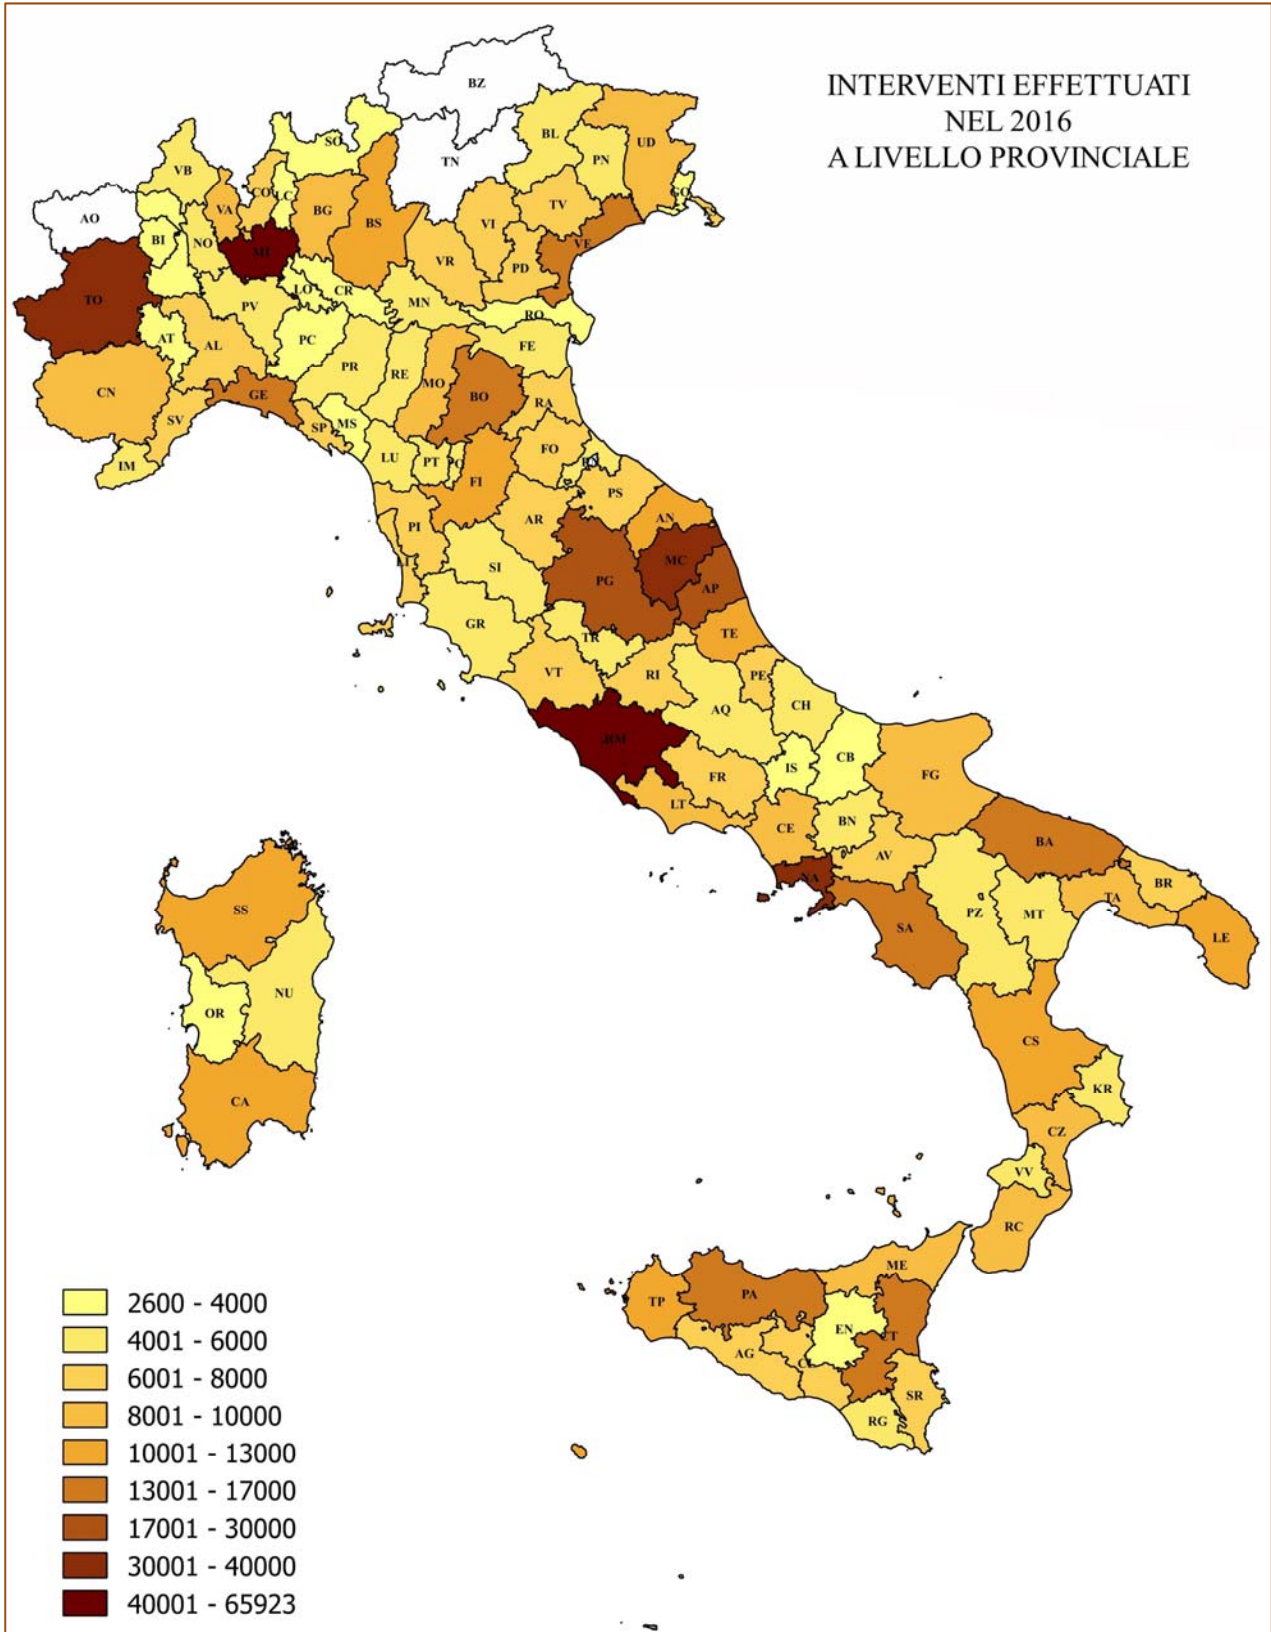 INTERVENTI EFFETTUATI
NEL 2016
A LIVELLO PROVINCIALE
BZ
SO
BL
UD
PN
TN
VB
CO
LC
GO
AO
VA
BG
BS
VI
TV
BI
NO
MI
VR
PD
VE
TO
LO
CR
MN
PV
RO
AT
AL
PC
FE
PR
RE
MO
CN
GE
BO
RA
SV
SP
MS
FO
IM
LU
PT
PO
RN
FI
PS
PI
AR
AN
LI
SI
MC
PG
AP
GR
TR
TE
VT
RI
PE
AQ
CH
RM
IS
CB
FR
FG
LT
CE
BN
BA
AV
NA
BR
TA
SS
PZ
MT
SA
LE
NU
OR
CS
CA
KR
CZ
VV
RC
ME
TP
PA
EN
CT
AG
CL
SR
RG
2600 - 4000
4001 - 6000
6001 - 8000
8001 - 10000
10001 - 13000
13001 - 17000
17001 - 30000
30001 - 40000
40001 - 65923